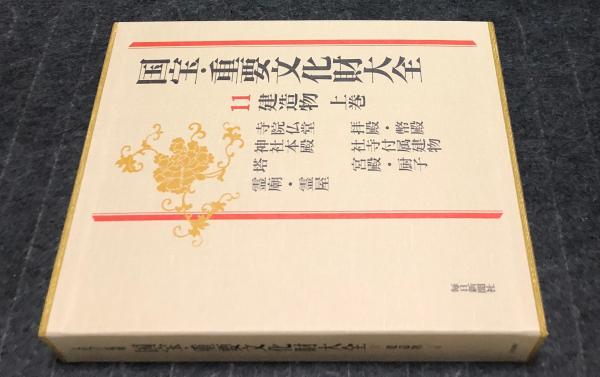 国宝・重要文化財大全
11 建造物 上巻
寺院仏堂
神社本殿
塔
霊廟・霊屋
拝殿・幣殿
社寺付属建物
宮殿・厨子
毎日新聞社
国宝・重要文化財大全